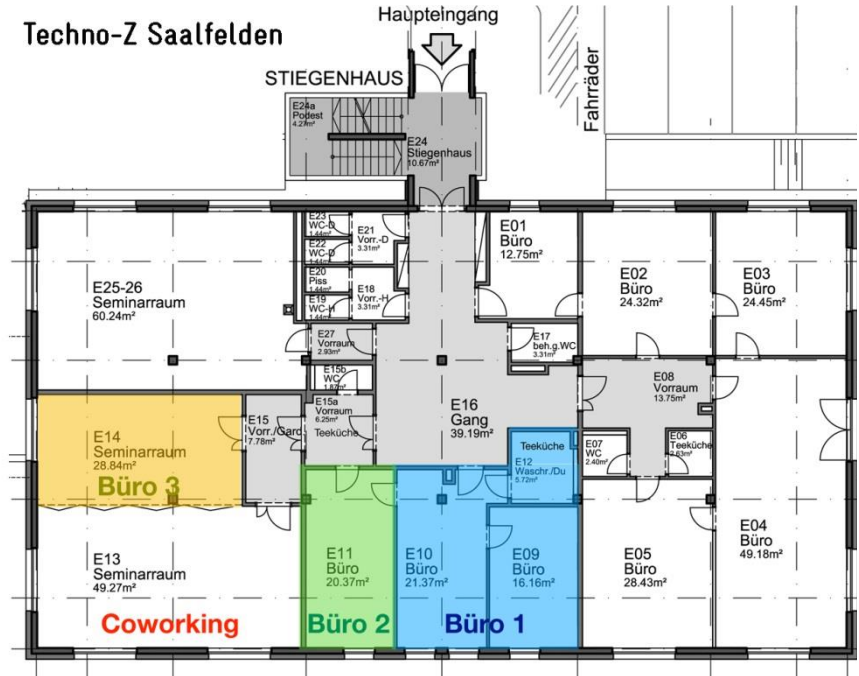 Techno-Z Saalfelden
Haupteingang
STIEGENHAUS
Fahrräder
E24a
Podest
4.27m²
E24
Stiegenhaus
10.67m²
E23
WC-D
1.44m²
E22
WC-D
1.44m²
E21
Vorr.-D
3.31m²
E20
Piss
1.44m²
E19
WC-H
1.44m²
E18
Vorr.-H
3.31m²
E01
Büro
12.75m²
E02
Büro
24.32m²
E03
Büro
24.45m²
E25-26
Seminarraum
60.24m²
E27
Vorraum
2.93m²
E17
beh.g.WC
3.31m²
E15b
WC
1.87m²
E15a
Vorraum
6.25m²
Teeküche
E15
Vorr./Gard.
7.78m²
E16
Gang
39.19m²
E08
Vorraum
13.75m²
E14
Seminarraum
28.84m²
Büro 3
Teeküche
E12
Waschr./Du
5.72m²
E07
WC
2.40m²
E06
Teeküche
2.63m²
E13
Seminarraum
49.27m²
Coworking
E11
Büro
20.37m²
Büro 2
E10
Büro
21.37m²
E09
Büro
16.16m²
Büro 1
E05
Büro
28.43m²
E04
Büro
49.18m²